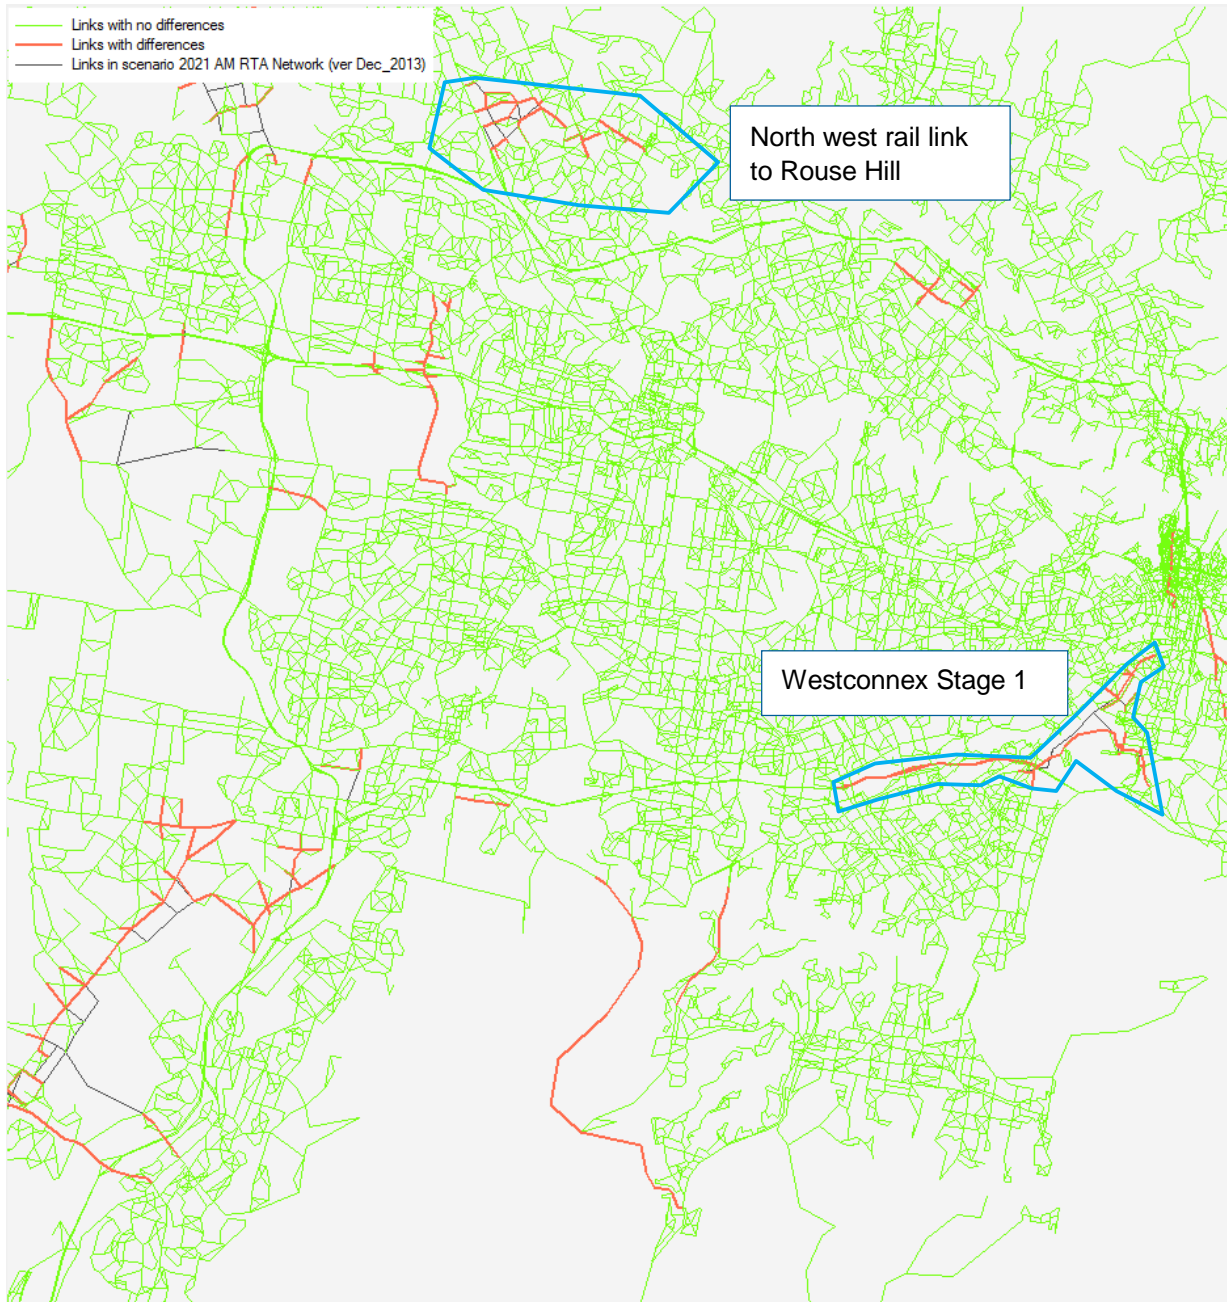 Links with no differences
Links with differences
Links in scenario 2021 AM RTA Network (ver Dec_2013)
North west rail link
to Rouse Hill
Westconnex Stage 1